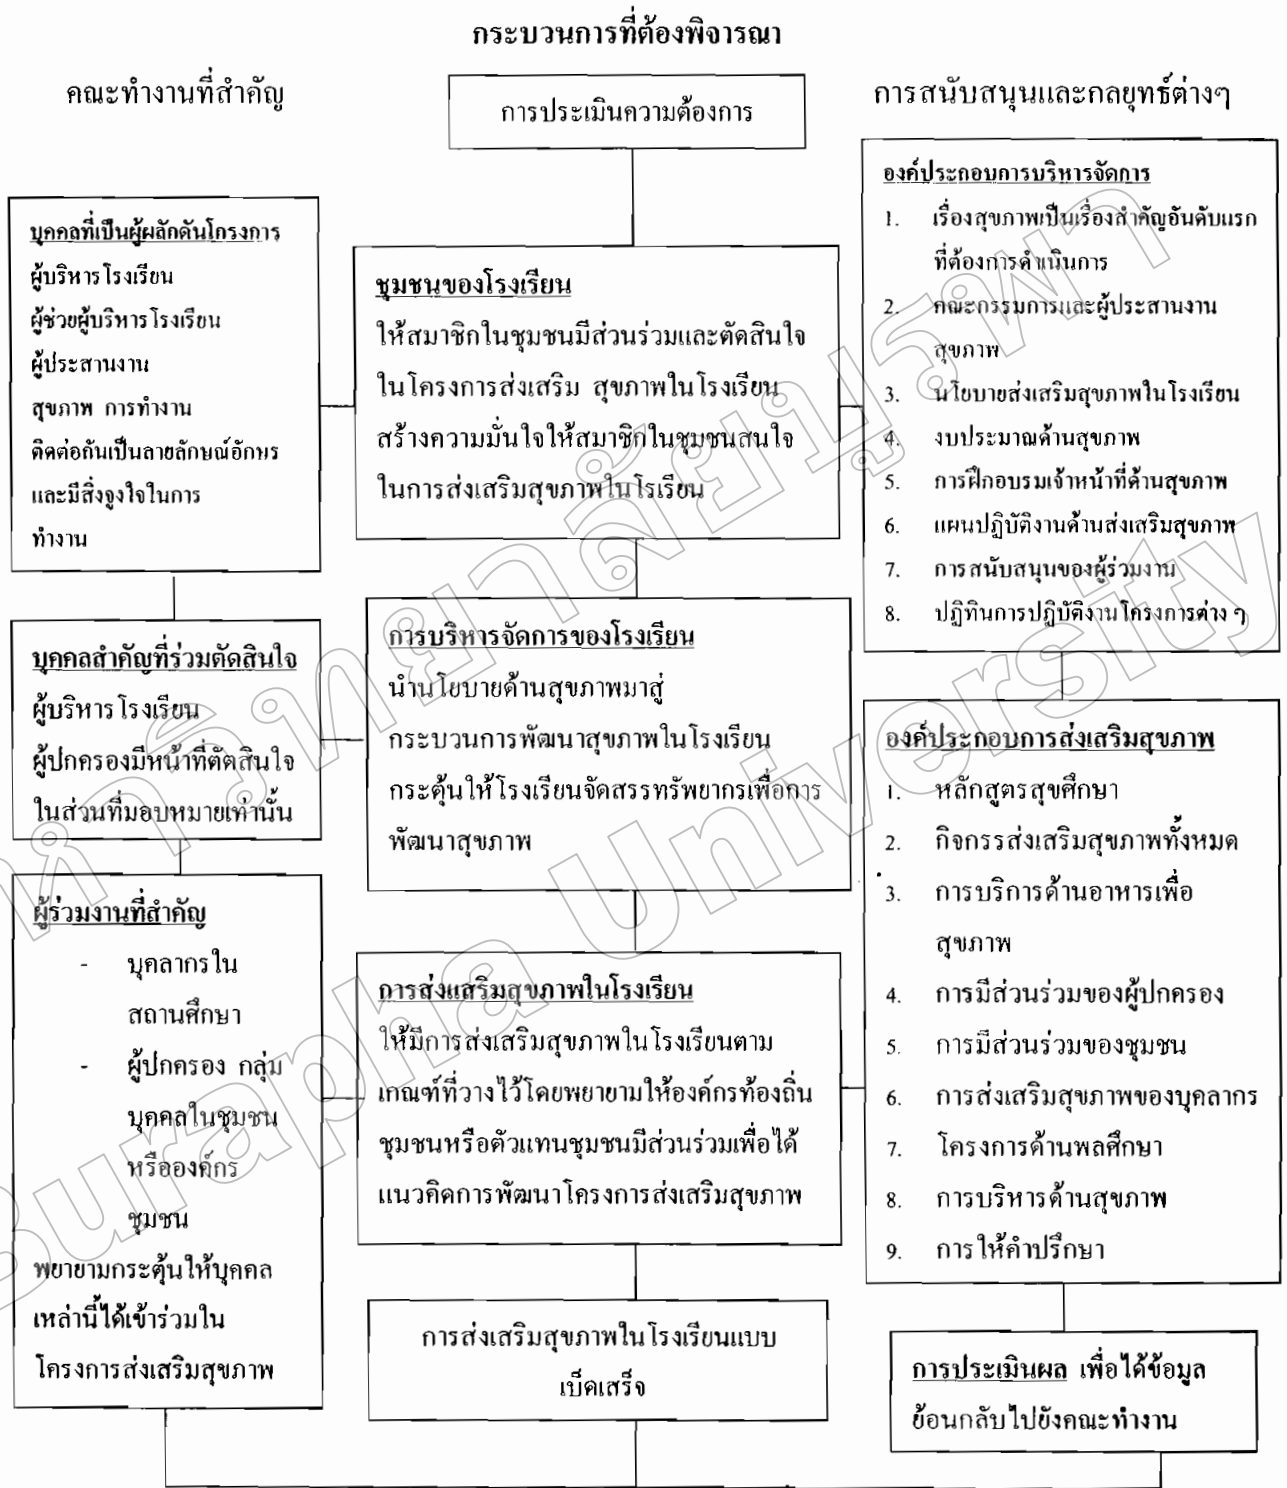 กระบวนการที่ต้องพิจารณา
คณะทำงานที่สำคัญ
การสนับสนุนและกลยุทธ์ต่างๆ
การประเมินความต้องการ
บุคคลที่เป็นผู้ผลักดันโครงการ
ผู้บริหารโรงเรียน
ผู้ช่วยผู้บริหารโรงเรียน
ผู้ประสานงาน
สุขภาพ การทำงาน
ติดต่อกันเป็นลายลักษณ์อักษร
และมีสิ่งจูงใจในการ
ทำงาน
บุคคลสำคัญที่ร่วมตัดสินใจ
ผู้บริหารโรงเรียน
ผู้ปกครองมีหน้าที่ตัดสินใจ
ในส่วนที่มอบหมายเท่านั้น
ผู้ร่วมงานที่สำคัญ
- บุคลากรใน
สถานศึกษา
- ผู้ปกครอง กลุ่ม
บุคคลในชุมชน
หรือองค์กร
ชุมชน
พยายามกระตุ้นให้บุคคล
เหล่านี้ได้เข้าร่วมใน
โครงการส่งเสริมสุขภาพ
ชุมชนของโรงเรียน
ให้สมาชิกในชุมชนมีส่วนร่วมและตัดสินใจ
ในโครงการส่งเสริม สุขภาพในโรงเรียน
สร้างความมั่นใจให้สมาชิกในชุมชนสนใจ
ในการส่งเสริมสุขภาพในโรเรียน
การบริหารจัดการของโรงเรียน
นำนโยบายด้านสุขภาพมาสู่
กระบวนการพัฒนาสุขภาพในโรงเรียน
กระตุ้นให้โรงเรียนจัดสรรทรัพยากรเพื่อการ
พัฒนาสุขภาพ
การส่งเสริมสุขภาพในโรงเรียน
ให้มีการส่งเสริมสุขภาพในโรงเรียนตาม
เกณฑ์ที่วางไว้โดยพยายามให้องค์กรท้องถิ่น
ชุมชนหรือตัวแทนชุมชนมีส่วนร่วมเพื่อได้
แนวคิดการพัฒนาโครงการส่งเสริมสุขภาพ
การส่งเสริมสุขภาพในโรงเรียนแบบ
เบ็ดเสร็จ
องค์ประกอบการบริหารจัดการ
1. เรื่องสุขภาพเป็นเรื่องสำคัญอันดับแรก
ที่ต้องการดำเนินการ
2. คณะกรรมการและผู้ประสานงาน
สุขภาพ
3. นโยบายส่งเสริมสุขภาพในโรงเรียน
4. งบประมาณด้านสุขภาพ
5. การฝึกอบรมเจ้าหน้าที่ด้านสุขภาพ
6. แผนปฏิบัติงานด้านส่งเสริมสุขภาพ
7. การสนับสนุนของผู้ร่วมงาน
8. ปฏิทินการปฏิบัติงานโครงการต่าง ๆ
องค์ประกอบการส่งเสริมสุขภาพ
1. หลักสูตรสุขศึกษา
2. กิจกรรส่งเสริมสุขภาพทั้งหมด
3. การบริการด้านอาหารเพื่อ
สุขภาพ
4. การมีส่วนร่วมของผู้ปกครอง
5. การมีส่วนร่วมของชุมชน
6. การส่งเสริมสุขภาพของบุคลากร
7. โครงการด้านพลศึกษา
8. การบริหารด้านสุขภาพ
9. การให้คำปรึกษา
การประเมินผล เพื่อได้ข้อมูล
ย้อนกลับไปยังคณะทำงาน
มหาวิทยาลัยบูรพา
Burapha University